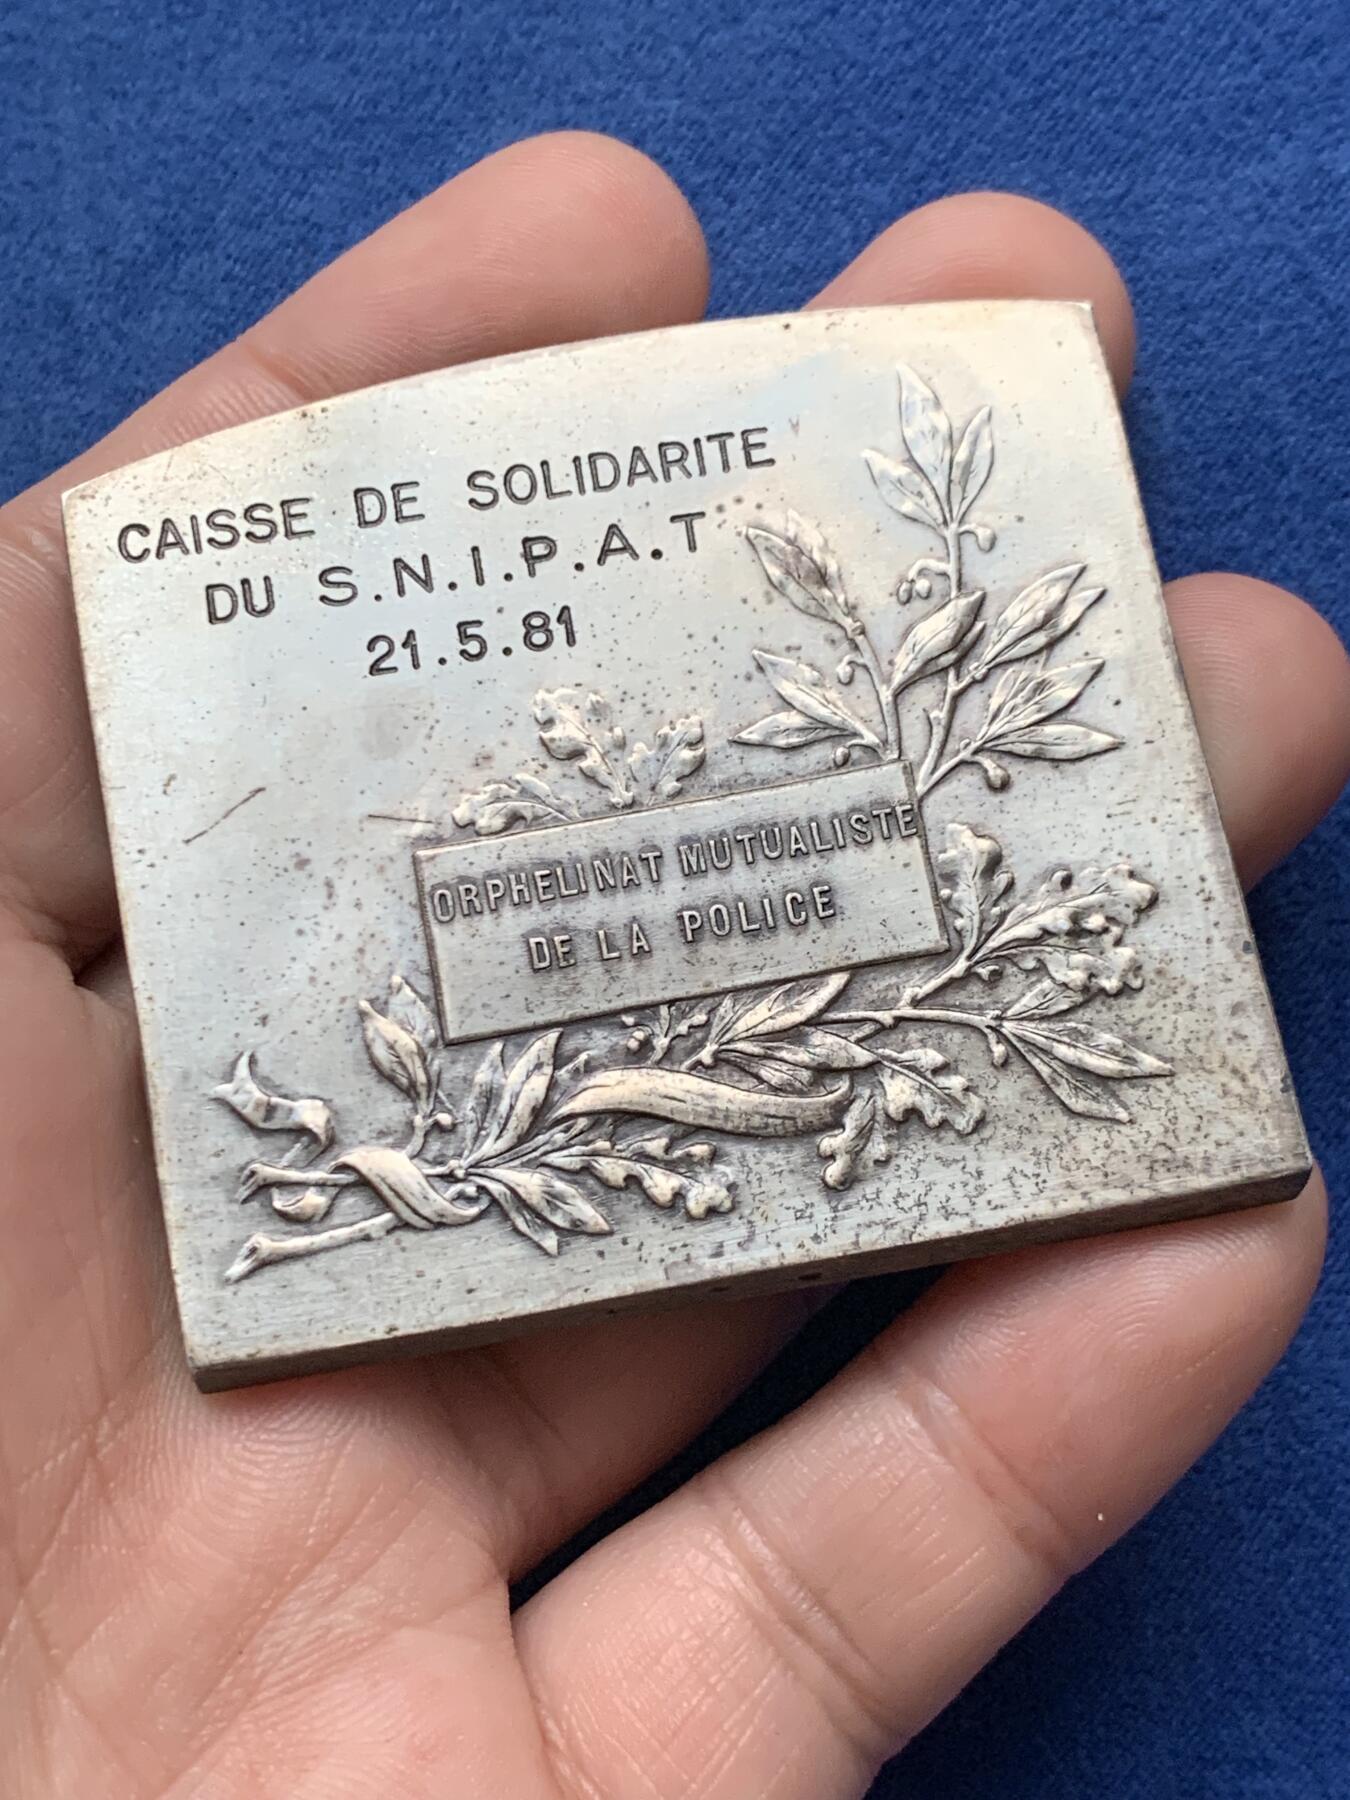 CAISSE DE SOLIDARITE
DU S.N.I.P.A.T
21.5.81
ORPHELINAT MUTUALISTE
DE LA POLICE